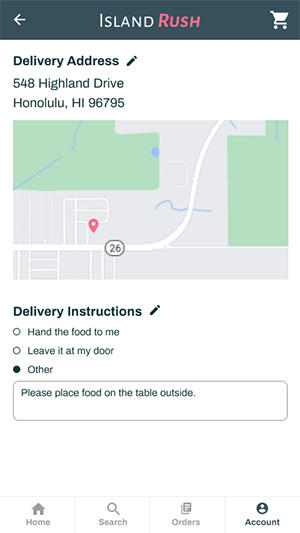 ISLAND RUSH
Delivery Address
548 Highland Drive
Honolulu, HI 96795
26
Delivery Instructions
Hand the food to me
Leave it at my door
Other
Please place food on the table outside.
Home Search Orders Account